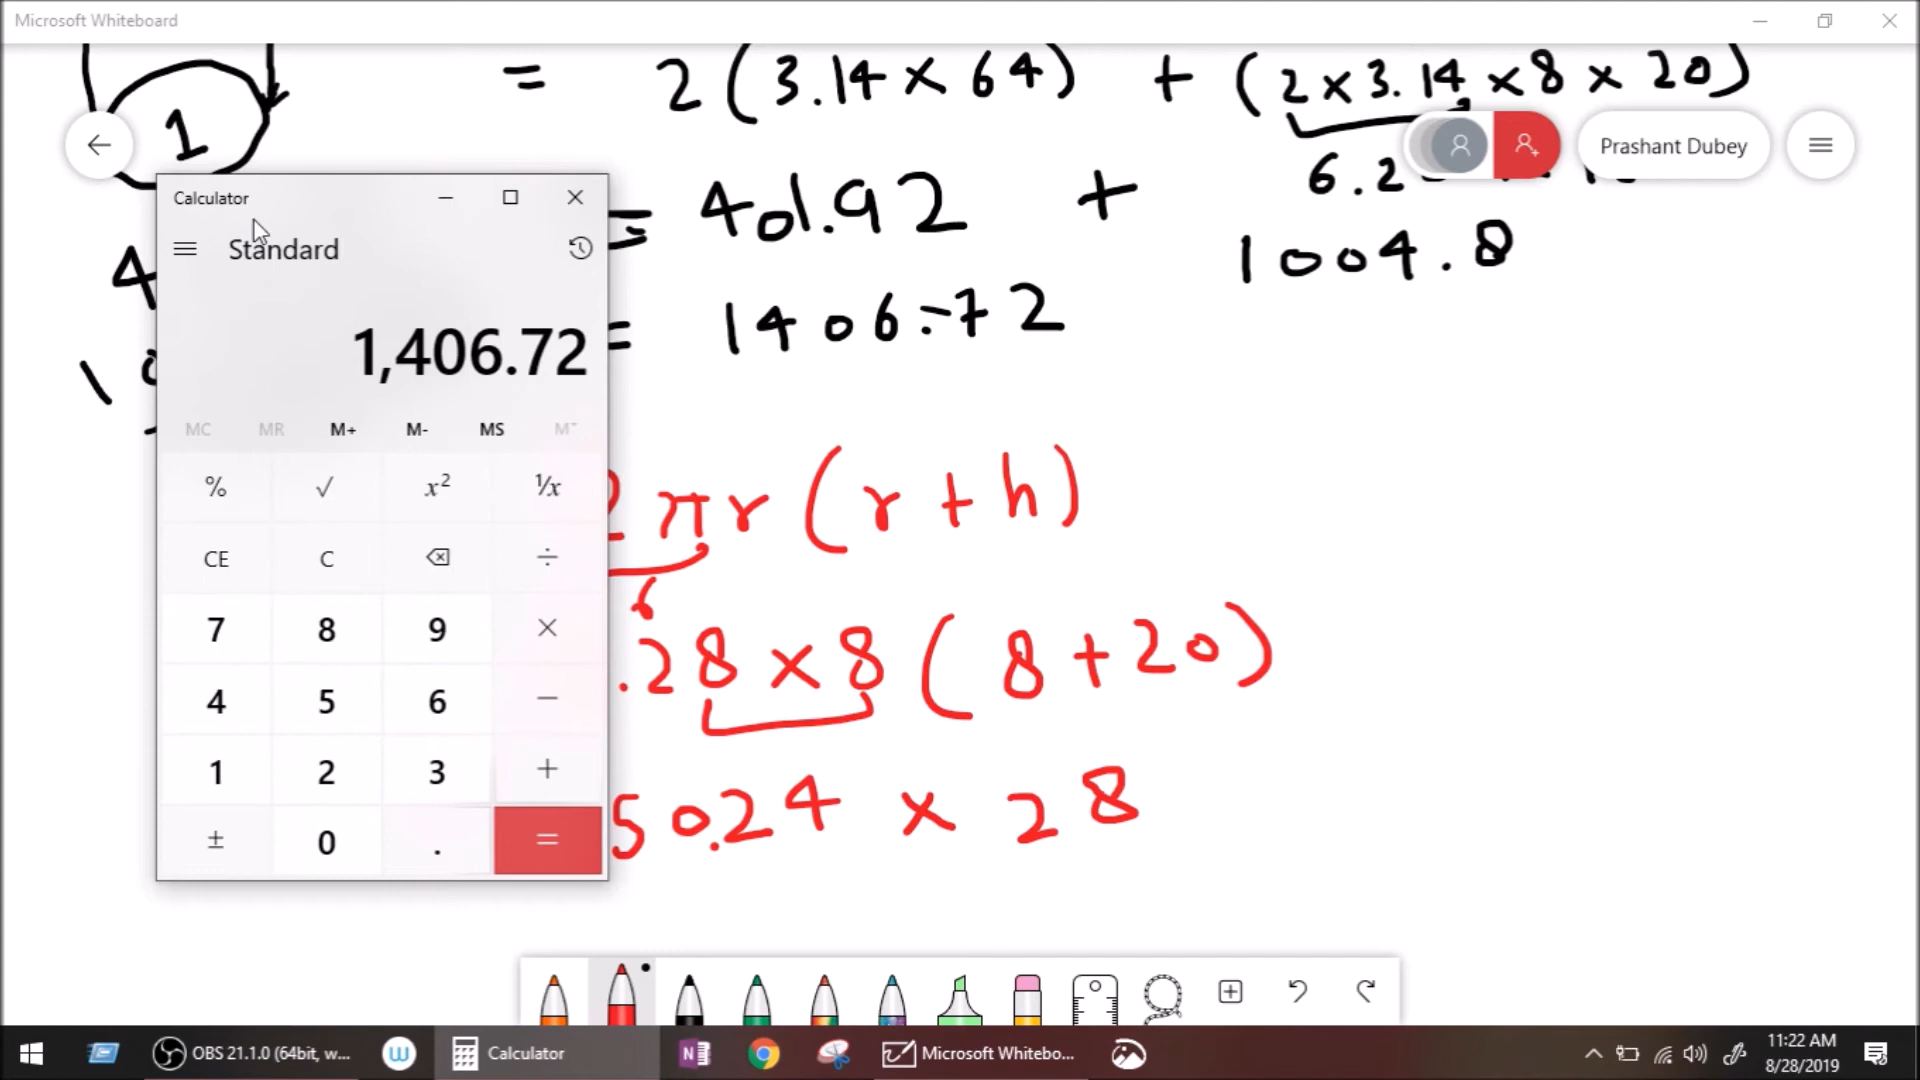 Microsoft Whiteboard
= 2 (3.14 × 64) + (2 × 3.14 × 8 × 20)
1
Prashant Dubey
6.2
Calculator
= 401.92 +
Standard
4
1004.8
1,406.72
= 1406.72
MC MR M+ M- MS M
% √ x² ¹/x
2πr (r + h)
CE C ÷
7 8 9 ×
.28 × 8 (8 + 20)
4 5 6 −
1 2 3 +
50.24 × 28
± 0 . =
OBS 21.1.0 (64bit, w...
Calculator
Microsoft Whitebo...
11:22 AM
8/28/2019